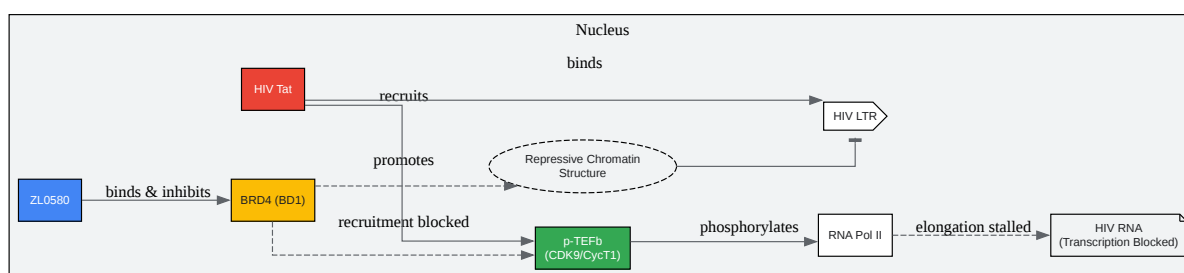 Nucleus
binds
HIV Tat
recruits
HIV LTR
promotes
Repressive Chromatin
Structure
ZL0580
binds & inhibits
BRD4 (BD1)
recruitment blocked
p-TEFb
(CDK9/CycT1)
phosphorylates
RNA Pol II
elongation stalled
HIV RNA
(Transcription Blocked)